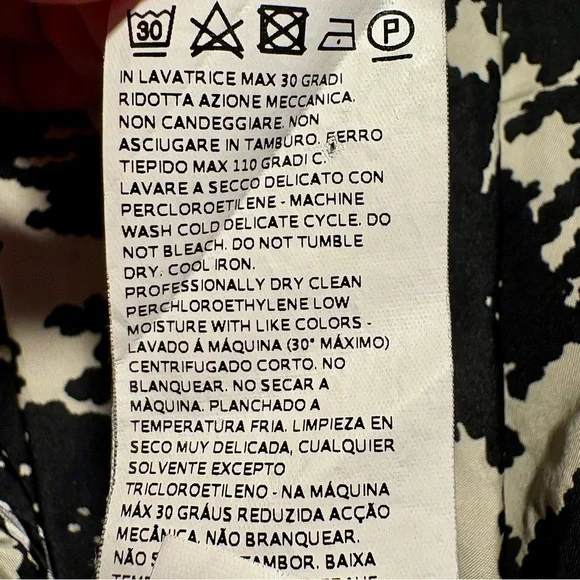 30 P
IN LAVATRICE MAX 30 GRADI
RIDOTTA AZIONE MECCANICA.
NON CANDEGGIARE. NON
ASCIUGARE IN TAMBURO. FERRO
TIEPIDO MAX 110 GRADI C.
LAVARE A SECCO DELICATO CON
PERCLOROETILENE - MACHINE
WASH COLD DELICATE CYCLE. DO
NOT BLEACH. DO NOT TUMBLE
DRY. COOL IRON.
PROFESSIONALLY DRY CLEAN
PERCHLOROETHYLENE LOW
MOISTURE WITH LIKE COLORS -
LAVADO Á MÁQUINA (30° MÁXIMO)
CENTRIFUGADO CORTO. NO
BLANQUEAR. NO SECAR A
MÀQUINA. PLANCHADO A
TEMPERATURA FRIA. LIMPIEZA EN
SECO MUY DELICADA, CUALQUIER
SOLVENTE EXCEPTO
TRICLOROETILENO - NA MÁQUINA
MÁX 30 GRÁUS REDUZIDA ACÇÃO
MECÂNICA. NÃO BRANQUEAR.
NÃO TAMBOR. BAIXA